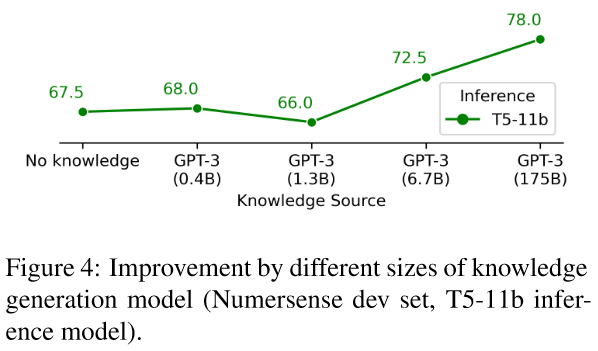 78.0
72.5
67.5
68.0
66.0
Inference
T5-11b
No knowledge
GPT-3
(0.4B)
GPT-3
(1.3B)
GPT-3
(6.7B)
GPT-3
(175B)
Knowledge Source
Figure 4: Improvement by different sizes of knowledge
generation model (Numersense dev set, T5-11b infer-
ence model).